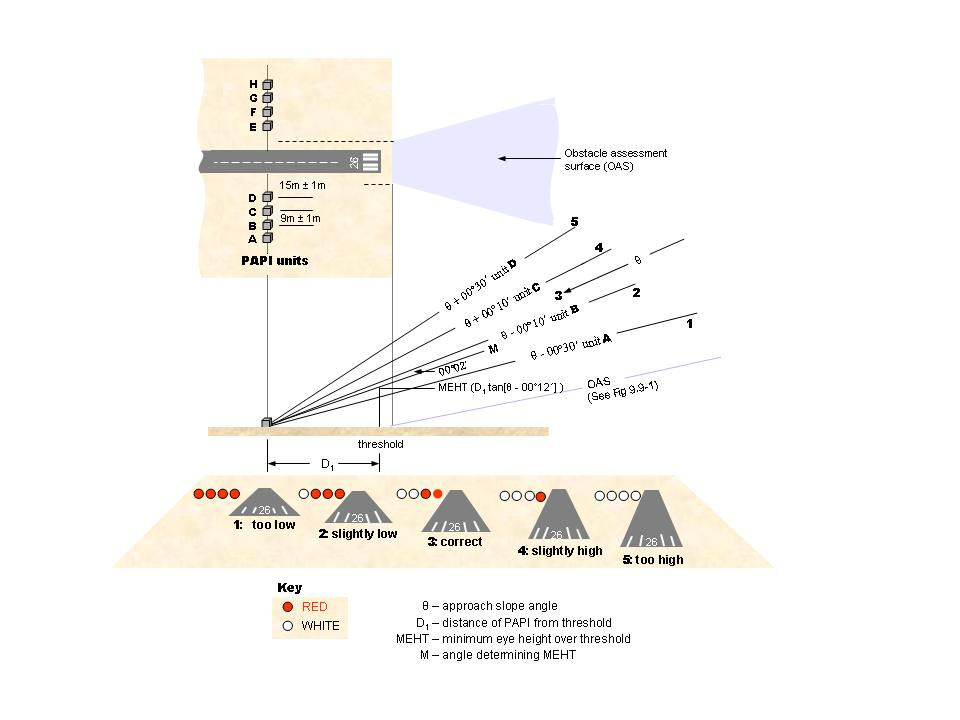 H
G
F
E
26
15m ± 1m
D
C
9m ± 1m
B
A
PAPI units
Obstacle assessment
surface (OAS)
5
4
θ
3
2
1
θ + 00°30′ unit D
θ + 00°10′ unit C
θ - 00°10′ unit B
M
θ - 00°30′ unit A
00°02′
MEHT (D₁ tan[θ - 00°12′] )
OAS
(See Fig 9.9-1)
threshold
D₁
26
1: too low
26
2: slightly low
26
3: correct
26
4: slightly high
26
5: too high
Key
RED
WHITE
θ – approach slope angle
D₁ – distance of PAPI from threshold
MEHT – minimum eye height over threshold
M – angle determining MEHT